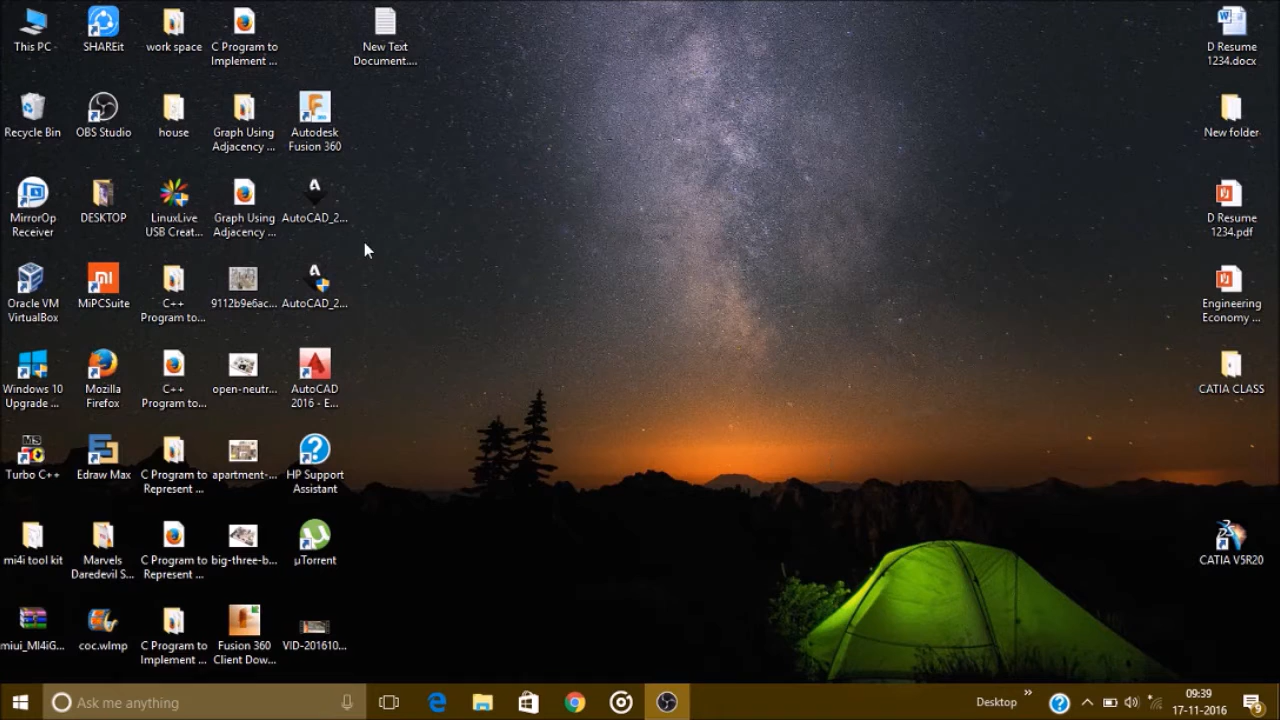 This PC
SHAREit
work space
C Program to
Implement ...
New Text
Document....
D Resume
1234.docx
Recycle Bin
OBS Studio
house
Graph Using
Adjacency ...
Autodesk
Fusion 360
New folder
MirrorOp
Receiver
DESKTOP
LinuxLive
USB Creat...
Graph Using
Adjacency ...
AutoCAD_2...
D Resume
1234.pdf
Oracle VM
VirtualBox
MiPCSuite
C++
Program to...
9112b9e6ac...
AutoCAD_2...
Engineering
Economy ...
Windows 10
Upgrade ...
Mozilla
Firefox
C++
Program to...
open-neutr...
AutoCAD
2016 - E...
CATIA CLASS
Turbo C++
Edraw Max
C Program to
Represent ...
apartment-...
HP Support
Assistant
mi4i tool kit
Marvels
Daredevil S...
C Program to
Represent ...
big-three-b...
µTorrent
CATIA V5R20
miui_MI4iG...
coc.wlmp
C Program to
Implement ...
Fusion 360
Client Dow...
VID-201610...
Ask me anything
Desktop
09:39
17-11-2016
9